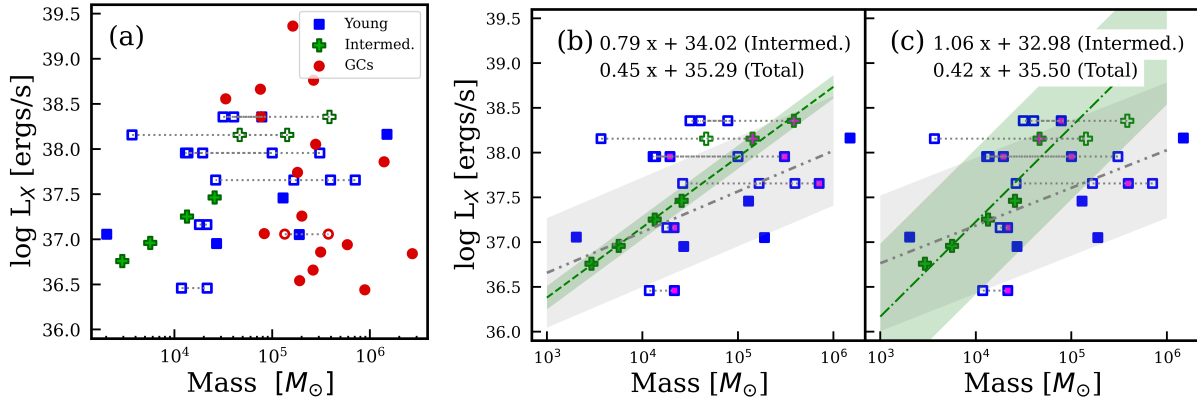 (a)
Young
Intermed.
GCs
39.5
39.0
38.5
38.0
37.5
37.0
36.5
36.0
log L_X [ergs/s]
10^4
10^5
10^6
Mass [M_⊙]
(b)
0.79 x + 34.02 (Intermed.)
0.45 x + 35.29 (Total)
39.5
39.0
38.5
38.0
37.5
37.0
36.5
36.0
log L_X [ergs/s]
10^3
10^4
10^5
10^6
Mass [M_⊙]
(c)
1.06 x + 32.98 (Intermed.)
0.42 x + 35.50 (Total)
10^3
10^4
10^5
10^6
Mass [M_⊙]